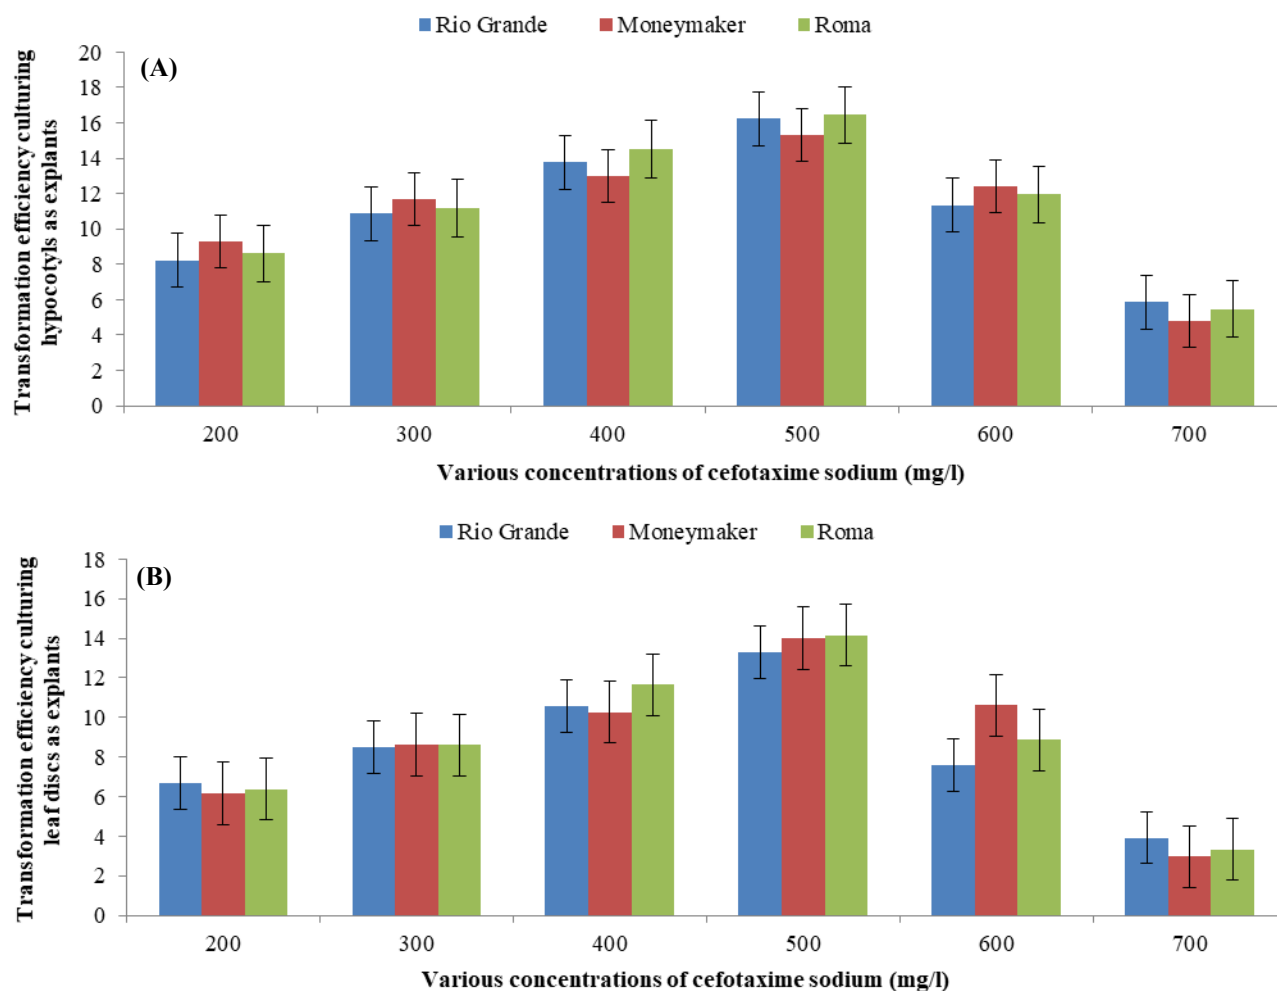 Rio Grande Moneymaker Roma
(A)
Transformation efficiency culturing
hypocotyls as explants
20
18
16
14
12
10
8
6
4
2
0
200 300 400 500 600 700
Various concentrations of cefotaxime sodium (mg/l)
Rio Grande Moneymaker Roma
(B)
Transformation efficiency culturing
leaf discs as explants
18
16
14
12
10
8
6
4
2
0
200 300 400 500 600 700
Various concentrations of cefotaxime sodium (mg/l)